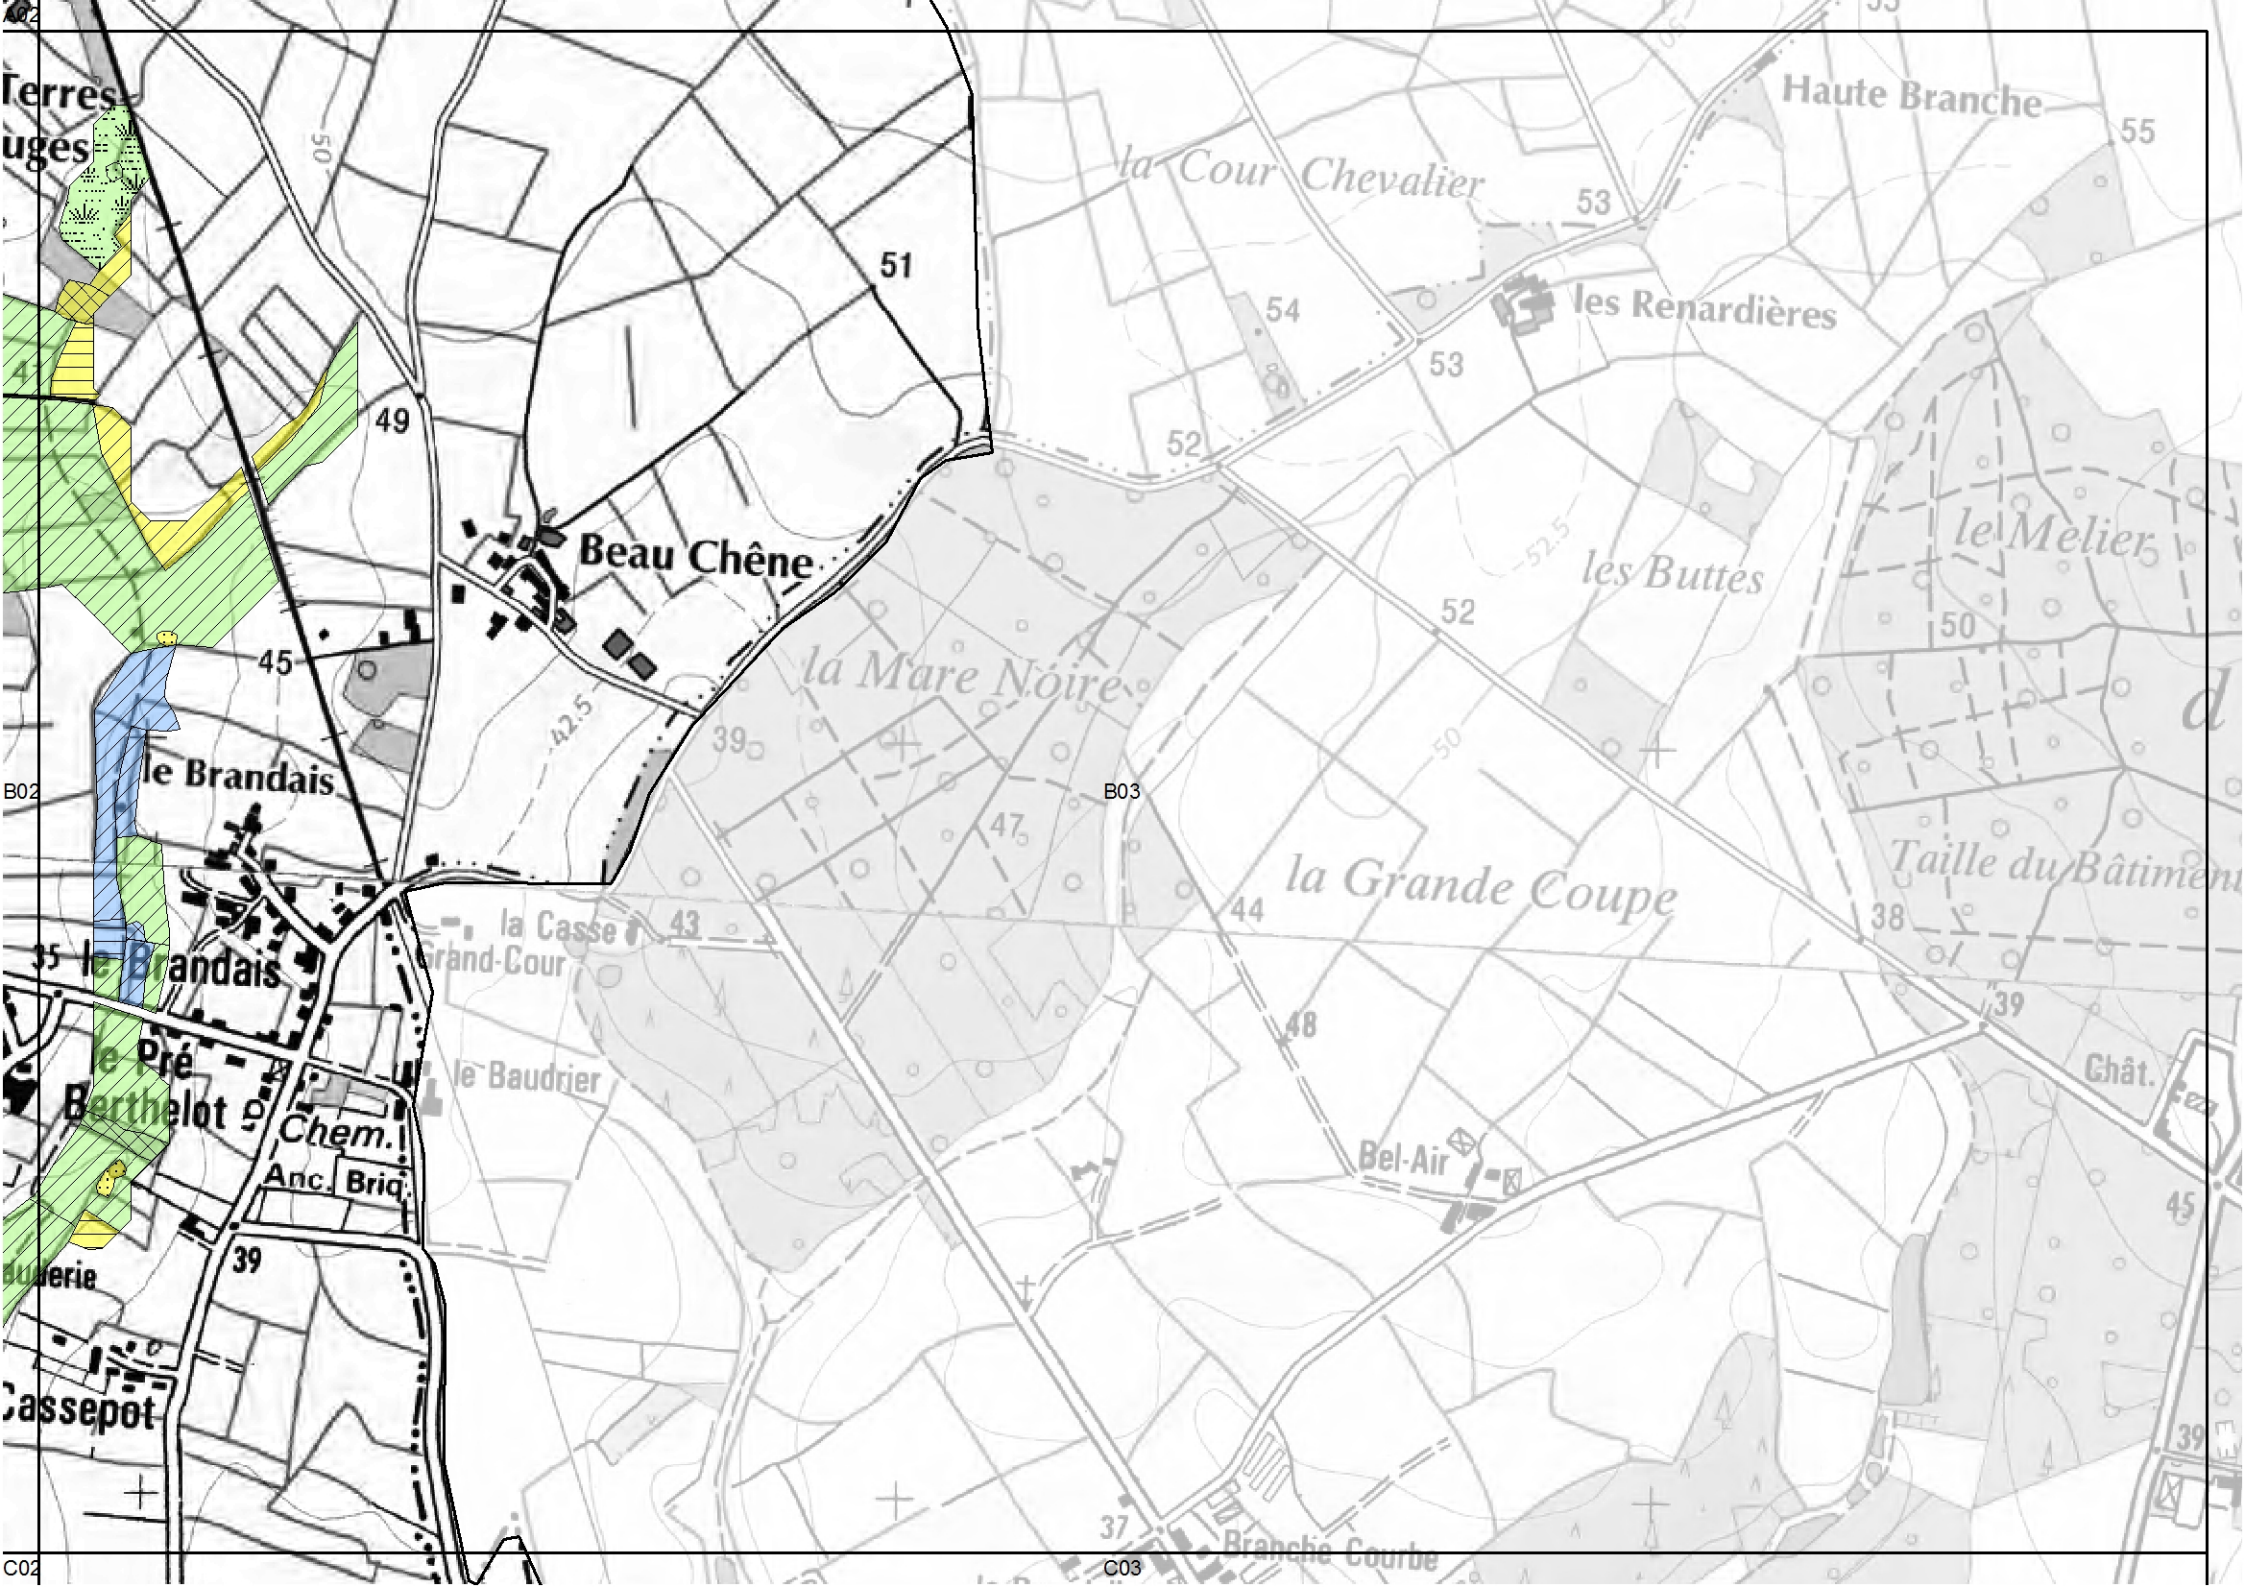 A02
Terres
uges
50
Haute Branche
55
la Cour Chevalier
53
51
54
les Renardières
53
49
52
le Melier
Beau Chêne
52.5
les Buttes
52
50
45
la Mare Noire
d
42.5
39
50
le Brandais
B02
B03
47
Taille du Bâtiment
la Grande Coupe
44
38
la Casse
43
35
le Brandais
Grand-Cour
39
48
le Pré
le Baudrier
Chât.
Berthelot
Chem.
Bel-Air
Anc. Briq.
45
39
auderie
Cassepot
39
37
Branche Courbe
C02
C03